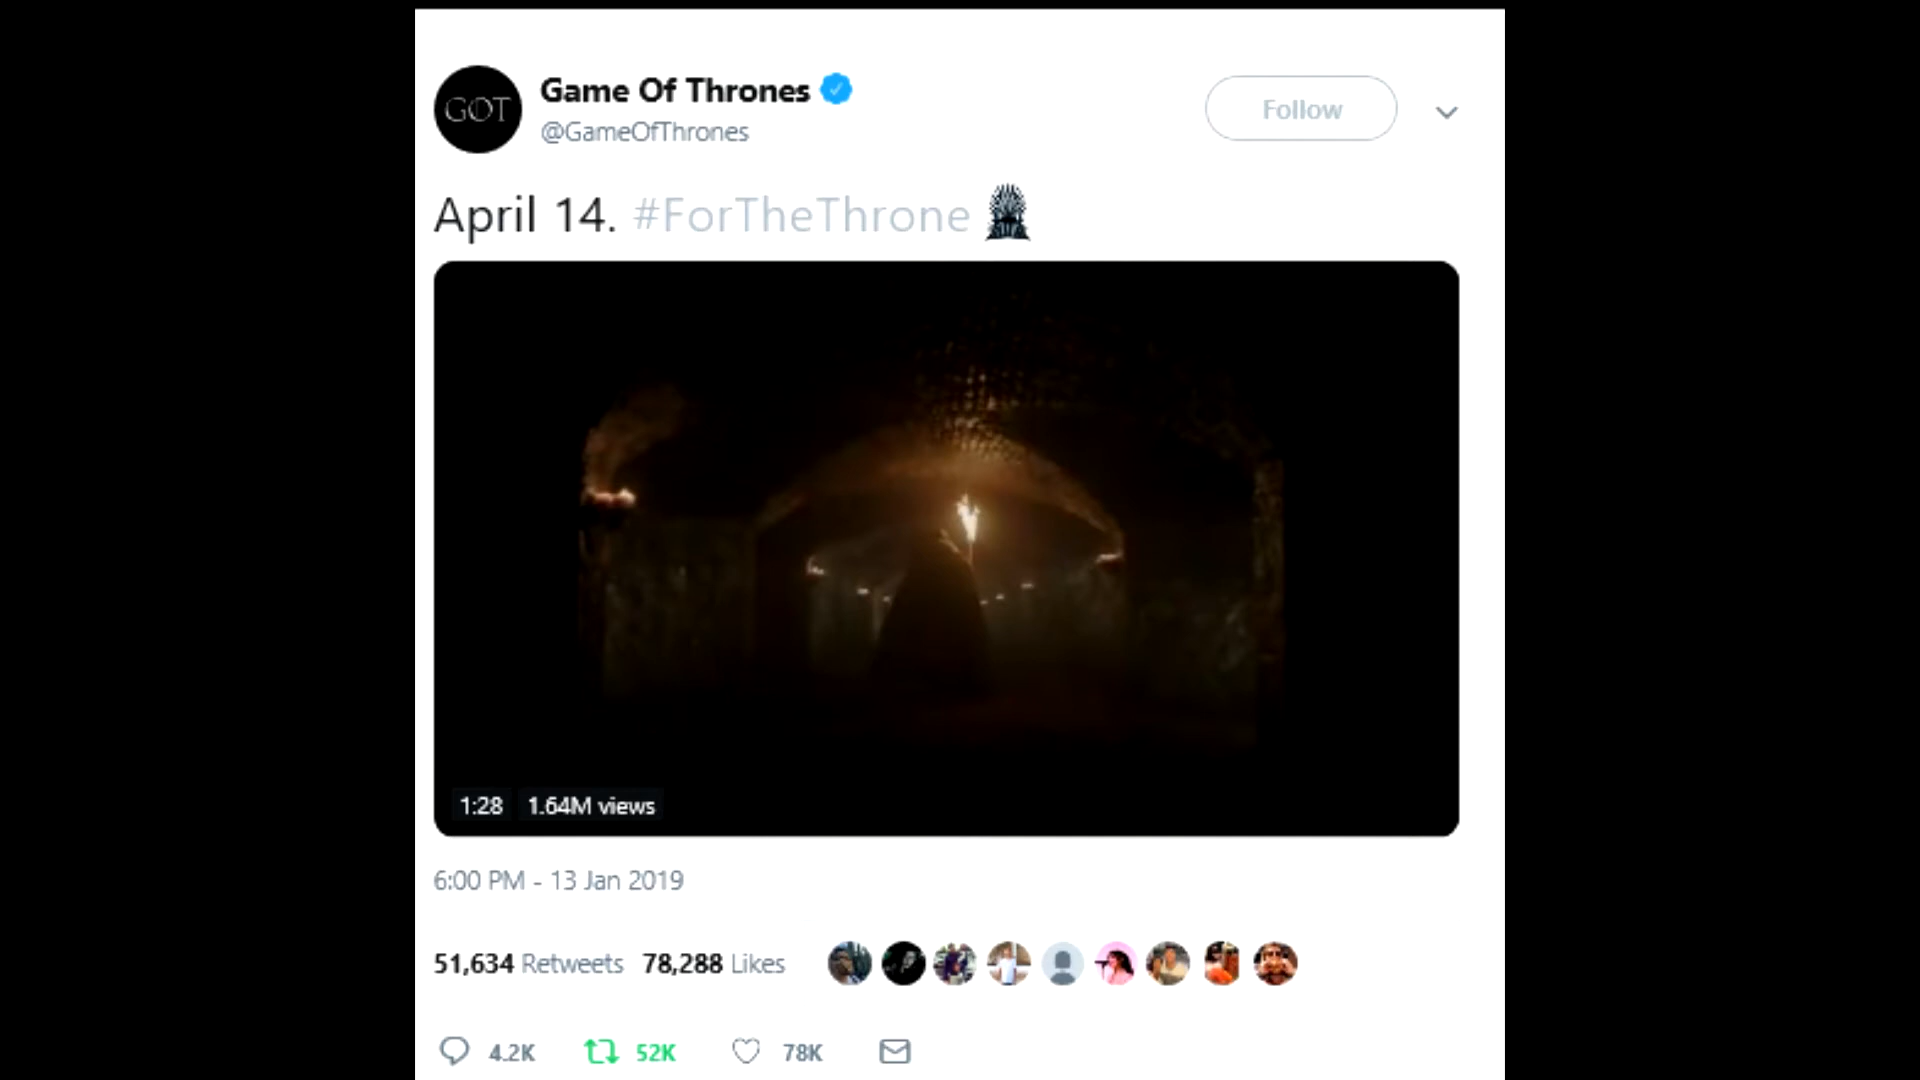 GOT
Game Of Thrones
@GameOfThrones
Follow
April 14. #ForTheThrone
1:28 1.64M views
6:00 PM - 13 Jan 2019
51,634 Retweets 78,288 Likes
4.2K 52K 78K